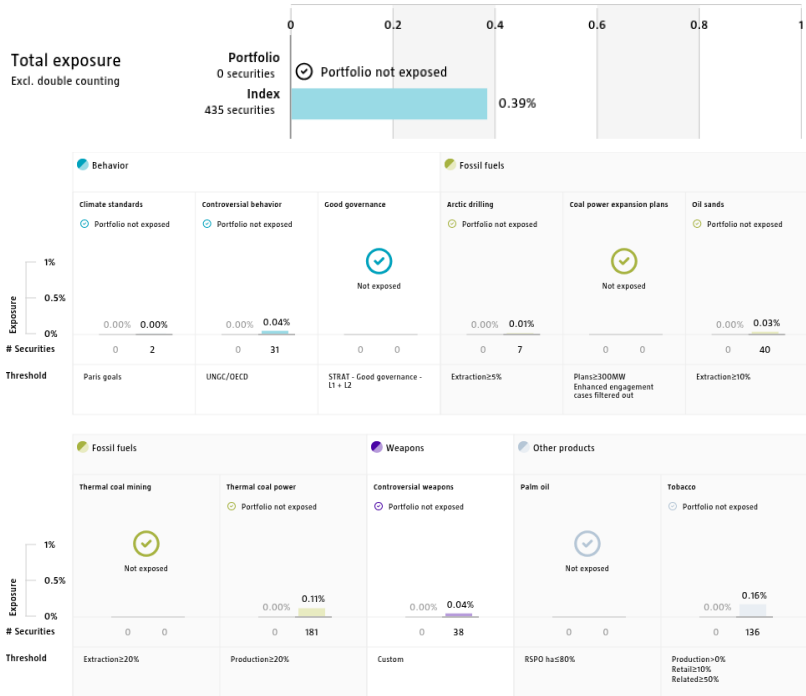 0 0.2 0.4 0.6 0.8 1
Total exposure
Excl. double counting
Portfolio
0 securities
Portfolio not exposed
Index
435 securities
0.39%
Behavior
Fossil fuels
Climate standards
Controversial behavior
Good governance
Arctic drilling
Coal power expansion plans
Oil sands
Portfolio not exposed
Portfolio not exposed
Portfolio not exposed
Portfolio not exposed
Not exposed
Not exposed
Exposure
1%
0.5%
0%
0.00% 0.00%
0.00% 0.04%
0.00% 0.01%
0.00% 0.03%
# Securities 0 2 0 31 0 0 0 7 0 0 0 40
Threshold
Paris goals
UNGC/OECD
STRAT - Good governance -
L1 + L2
Extraction≥5%
Plans≥300MW
Enhanced engagement
cases filtered out
Extraction≥10%
Fossil fuels
Weapons
Other products
Thermal coal mining
Thermal coal power
Controversial weapons
Palm oil
Tobacco
Portfolio not exposed
Portfolio not exposed
Portfolio not exposed
Not exposed
Not exposed
Exposure
1%
0.5%
0%
0.00% 0.11%
0.00% 0.04%
0.00% 0.16%
# Securities 0 0 0 181 0 38 0 0 0 136
Threshold
Extraction≥20%
Production≥20%
Custom
RSPO ha≤80%
Production>0%
Retail≥10%
Related≥50%